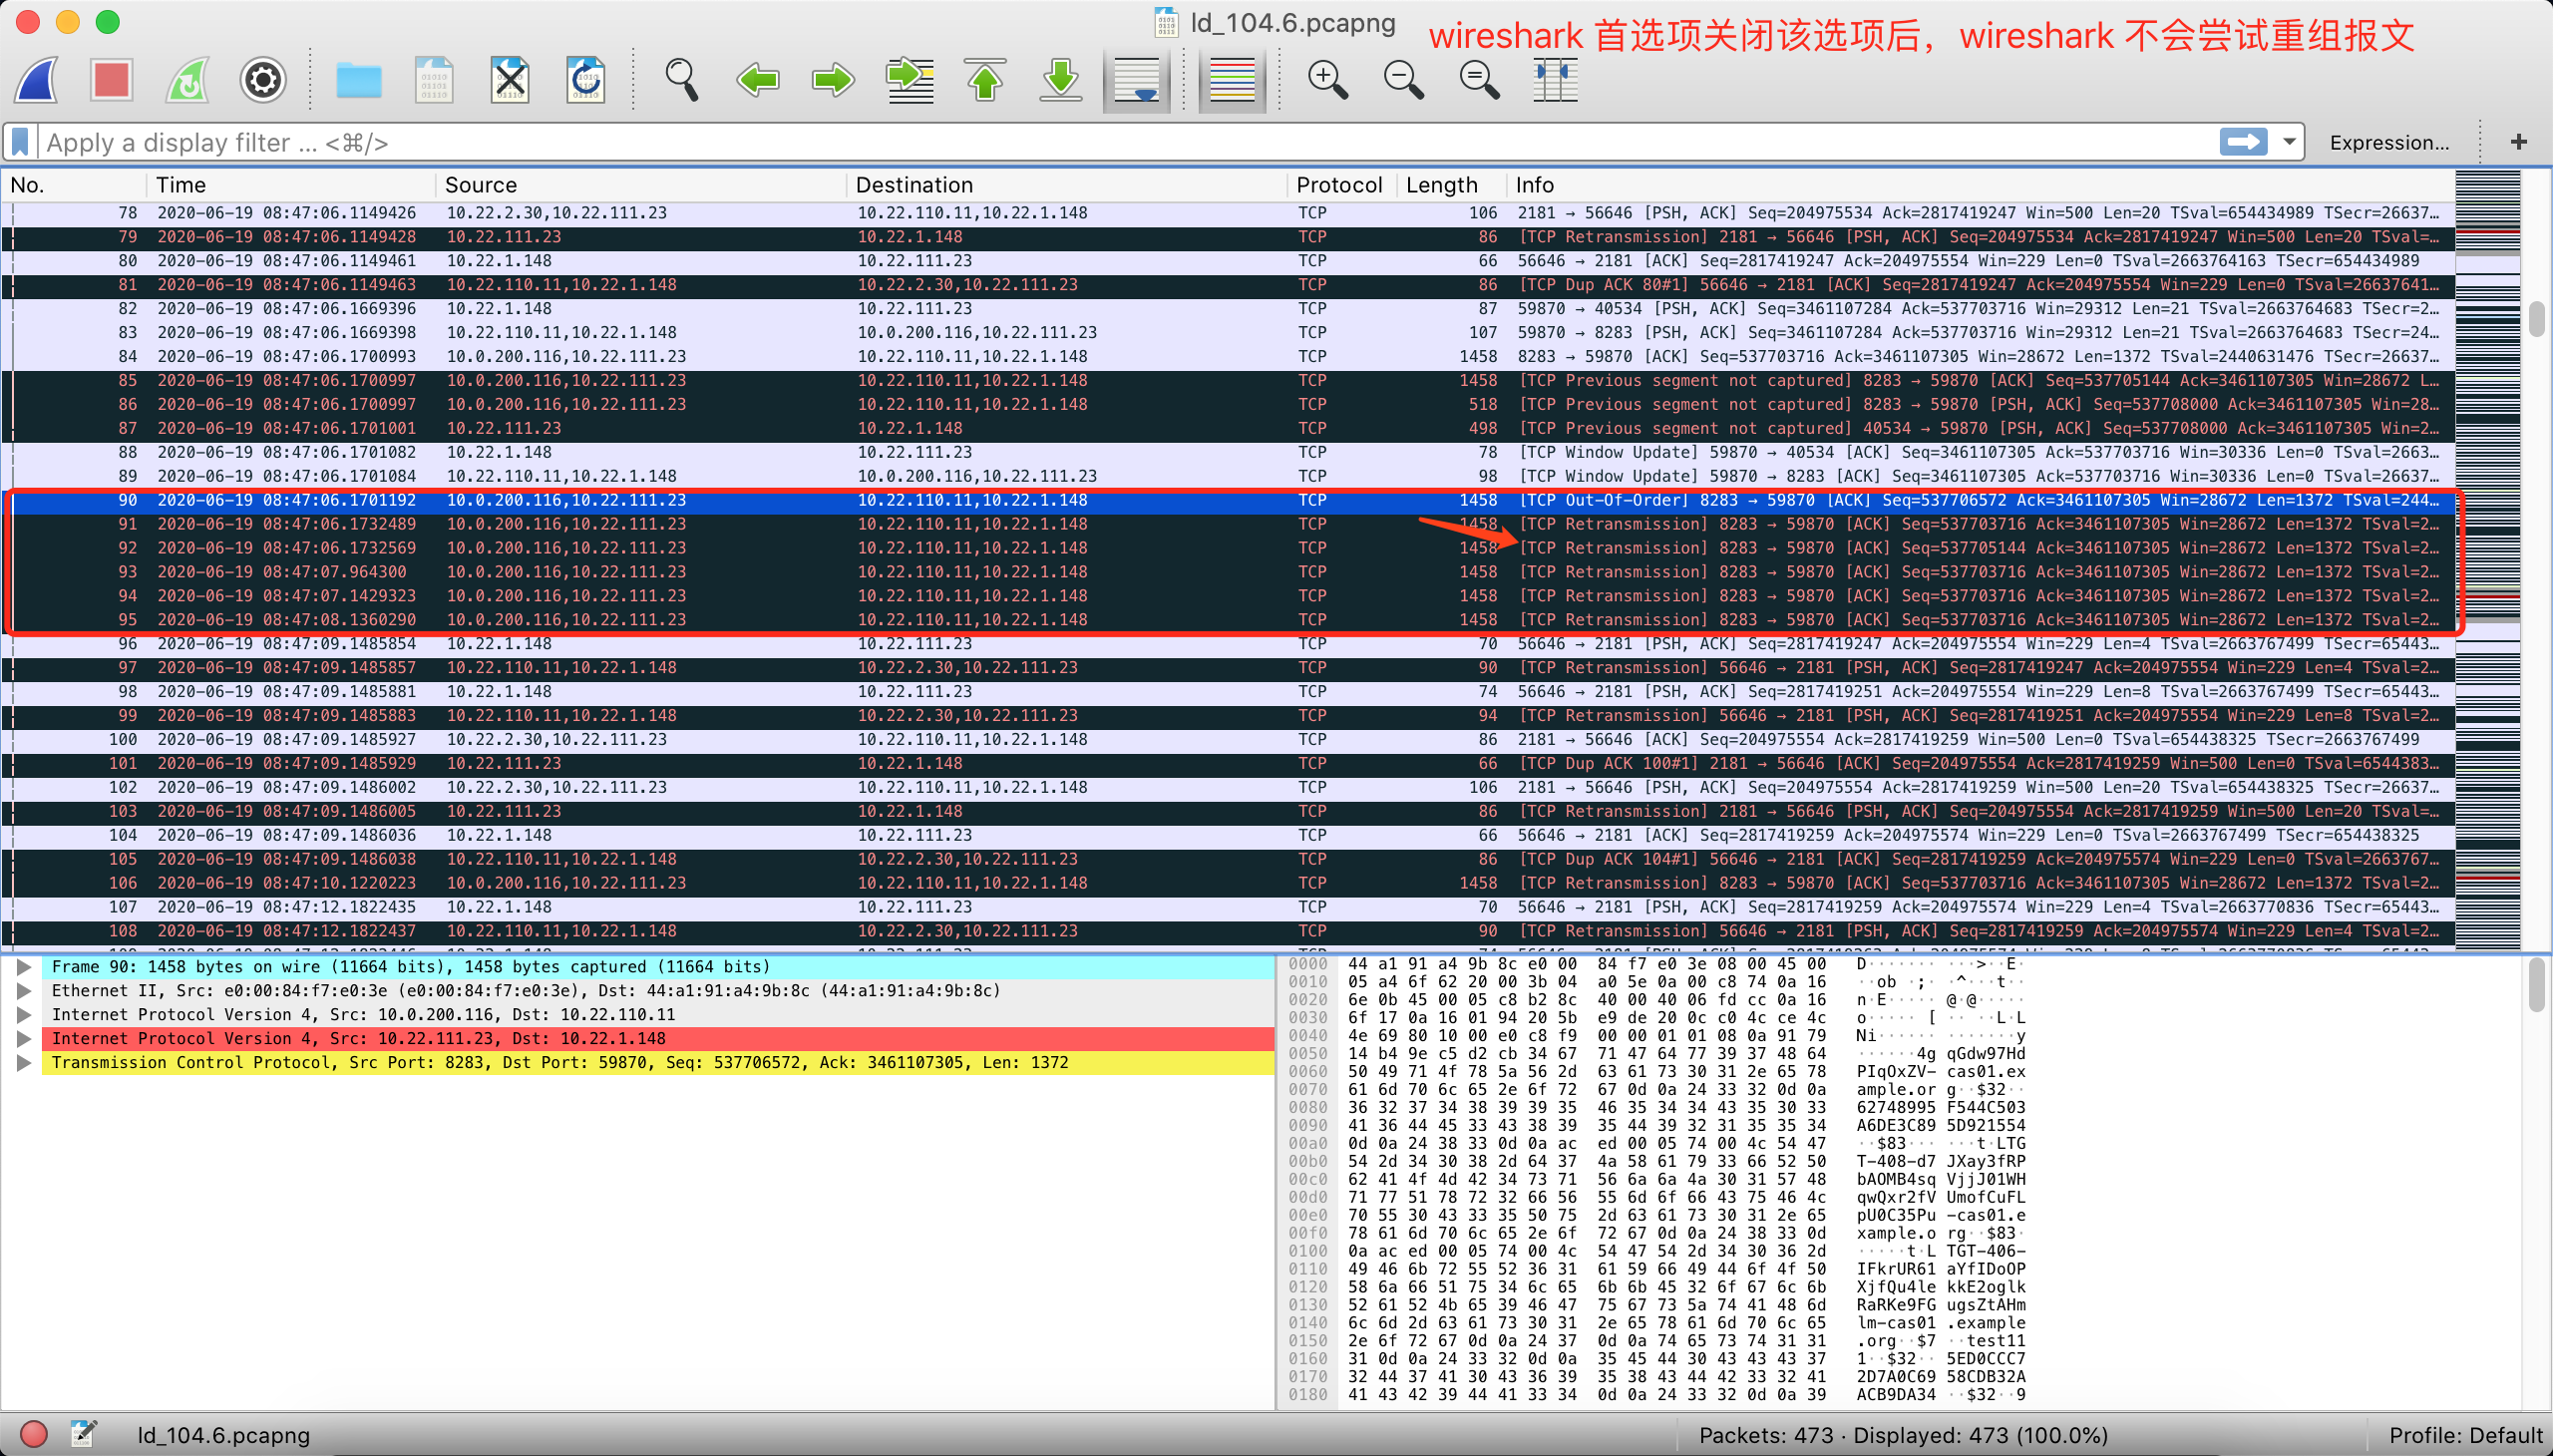 ld_104.6.pcapng
wireshark 首选项关闭该选项后，wireshark 不会尝试重组报文
Apply a display filter ... <⌘/>
Expression...
+
No. Time Source Destination Protocol Length Info
78 2020-06-19 08:47:06.1149426 10.22.2.30,10.22.111.23 10.22.110.11,10.22.1.148 TCP 106 2181 → 56646 [PSH, ACK] Seq=204975534 Ack=2817419247 Win=500 Len=20 TSval=654434989 TSecr=26637…
79 2020-06-19 08:47:06.1149428 10.22.111.23 10.22.1.148 TCP 86 [TCP Retransmission] 2181 → 56646 [PSH, ACK] Seq=204975534 Ack=2817419247 Win=500 Len=20 TSval=…
80 2020-06-19 08:47:06.1149461 10.22.1.148 10.22.111.23 TCP 66 56646 → 2181 [ACK] Seq=2817419247 Ack=204975554 Win=229 Len=0 TSval=2663764163 TSecr=654434989
81 2020-06-19 08:47:06.1149463 10.22.110.11,10.22.1.148 10.22.2.30,10.22.111.23 TCP 86 [TCP Dup ACK 80#1] 56646 → 2181 [ACK] Seq=2817419247 Ack=204975554 Win=229 Len=0 TSval=26637641…
82 2020-06-19 08:47:06.1669396 10.22.1.148 10.22.111.23 TCP 87 59870 → 40534 [PSH, ACK] Seq=3461107284 Ack=537703716 Win=29312 Len=21 TSval=2663764683 TSecr=2…
83 2020-06-19 08:47:06.1669398 10.22.110.11,10.22.1.148 10.0.200.116,10.22.111.23 TCP 107 59870 → 8283 [PSH, ACK] Seq=3461107284 Ack=537703716 Win=29312 Len=21 TSval=2663764683 TSecr=24…
84 2020-06-19 08:47:06.1700993 10.0.200.116,10.22.111.23 10.22.110.11,10.22.1.148 TCP 1458 8283 → 59870 [ACK] Seq=537703716 Ack=3461107305 Win=28672 Len=1372 TSval=2440631476 TSecr=26637…
85 2020-06-19 08:47:06.1700997 10.0.200.116,10.22.111.23 10.22.110.11,10.22.1.148 TCP 1458 [TCP Previous segment not captured] 8283 → 59870 [ACK] Seq=537705144 Ack=3461107305 Win=28672 L…
86 2020-06-19 08:47:06.1700997 10.0.200.116,10.22.111.23 10.22.110.11,10.22.1.148 TCP 518 [TCP Previous segment not captured] 8283 → 59870 [PSH, ACK] Seq=537708000 Ack=3461107305 Win=28…
87 2020-06-19 08:47:06.1701001 10.22.111.23 10.22.1.148 TCP 498 [TCP Previous segment not captured] 40534 → 59870 [PSH, ACK] Seq=537708000 Ack=3461107305 Win=2…
88 2020-06-19 08:47:06.1701082 10.22.1.148 10.22.111.23 TCP 78 [TCP Window Update] 59870 → 40534 [ACK] Seq=3461107305 Ack=537703716 Win=30336 Len=0 TSval=2663…
89 2020-06-19 08:47:06.1701084 10.22.110.11,10.22.1.148 10.0.200.116,10.22.111.23 TCP 98 [TCP Window Update] 59870 → 8283 [ACK] Seq=3461107305 Ack=537703716 Win=30336 Len=0 TSval=26637…
90 2020-06-19 08:47:06.1701192 10.0.200.116,10.22.111.23 10.22.110.11,10.22.1.148 TCP 1458 [TCP Out-Of-Order] 8283 → 59870 [ACK] Seq=537706572 Ack=3461107305 Win=28672 Len=1372 TSval=244…
91 2020-06-19 08:47:06.1732489 10.0.200.116,10.22.111.23 10.22.110.11,10.22.1.148 TCP 1458 [TCP Retransmission] 8283 → 59870 [ACK] Seq=537703716 Ack=3461107305 Win=28672 Len=1372 TSval=2…
92 2020-06-19 08:47:06.1732569 10.0.200.116,10.22.111.23 10.22.110.11,10.22.1.148 TCP 1458 [TCP Retransmission] 8283 → 59870 [ACK] Seq=537705144 Ack=3461107305 Win=28672 Len=1372 TSval=2…
93 2020-06-19 08:47:07.964300 10.0.200.116,10.22.111.23 10.22.110.11,10.22.1.148 TCP 1458 [TCP Retransmission] 8283 → 59870 [ACK] Seq=537703716 Ack=3461107305 Win=28672 Len=1372 TSval=2…
94 2020-06-19 08:47:07.1429323 10.0.200.116,10.22.111.23 10.22.110.11,10.22.1.148 TCP 1458 [TCP Retransmission] 8283 → 59870 [ACK] Seq=537703716 Ack=3461107305 Win=28672 Len=1372 TSval=2…
95 2020-06-19 08:47:08.1360290 10.0.200.116,10.22.111.23 10.22.110.11,10.22.1.148 TCP 1458 [TCP Retransmission] 8283 → 59870 [ACK] Seq=537703716 Ack=3461107305 Win=28672 Len=1372 TSval=2…
96 2020-06-19 08:47:09.1485854 10.22.1.148 10.22.111.23 TCP 70 56646 → 2181 [PSH, ACK] Seq=2817419247 Ack=204975554 Win=229 Len=4 TSval=2663767499 TSecr=65443…
97 2020-06-19 08:47:09.1485857 10.22.110.11,10.22.1.148 10.22.2.30,10.22.111.23 TCP 90 [TCP Retransmission] 56646 → 2181 [PSH, ACK] Seq=2817419247 Ack=204975554 Win=229 Len=4 TSval=2…
98 2020-06-19 08:47:09.1485881 10.22.1.148 10.22.111.23 TCP 74 56646 → 2181 [PSH, ACK] Seq=2817419251 Ack=204975554 Win=229 Len=8 TSval=2663767499 TSecr=65443…
99 2020-06-19 08:47:09.1485883 10.22.110.11,10.22.1.148 10.22.2.30,10.22.111.23 TCP 94 [TCP Retransmission] 56646 → 2181 [PSH, ACK] Seq=2817419251 Ack=204975554 Win=229 Len=8 TSval=2…
100 2020-06-19 08:47:09.1485927 10.22.2.30,10.22.111.23 10.22.110.11,10.22.1.148 TCP 86 2181 → 56646 [ACK] Seq=204975554 Ack=2817419259 Win=500 Len=0 TSval=654438325 TSecr=2663767499
101 2020-06-19 08:47:09.1485929 10.22.111.23 10.22.1.148 TCP 66 [TCP Dup ACK 100#1] 2181 → 56646 [ACK] Seq=204975554 Ack=2817419259 Win=500 Len=0 TSval=6544383…
102 2020-06-19 08:47:09.1486002 10.22.2.30,10.22.111.23 10.22.110.11,10.22.1.148 TCP 106 2181 → 56646 [PSH, ACK] Seq=204975554 Ack=2817419259 Win=500 Len=20 TSval=654438325 TSecr=26637…
103 2020-06-19 08:47:09.1486005 10.22.111.23 10.22.1.148 TCP 86 [TCP Retransmission] 2181 → 56646 [PSH, ACK] Seq=204975554 Ack=2817419259 Win=500 Len=20 TSval=…
104 2020-06-19 08:47:09.1486036 10.22.1.148 10.22.111.23 TCP 66 56646 → 2181 [ACK] Seq=2817419259 Ack=204975574 Win=229 Len=0 TSval=2663767499 TSecr=654438325
105 2020-06-19 08:47:09.1486038 10.22.110.11,10.22.1.148 10.22.2.30,10.22.111.23 TCP 86 [TCP Dup ACK 104#1] 56646 → 2181 [ACK] Seq=2817419259 Ack=204975574 Win=229 Len=0 TSval=2663767…
106 2020-06-19 08:47:10.1220223 10.0.200.116,10.22.111.23 10.22.110.11,10.22.1.148 TCP 1458 [TCP Retransmission] 8283 → 59870 [ACK] Seq=537703716 Ack=3461107305 Win=28672 Len=1372 TSval=2…
107 2020-06-19 08:47:12.1822435 10.22.1.148 10.22.111.23 TCP 70 56646 → 2181 [PSH, ACK] Seq=2817419259 Ack=204975574 Win=229 Len=4 TSval=2663770836 TSecr=65443…
108 2020-06-19 08:47:12.1822437 10.22.110.11,10.22.1.148 10.22.2.30,10.22.111.23 TCP 90 [TCP Retransmission] 56646 → 2181 [PSH, ACK] Seq=2817419259 Ack=204975574 Win=229 Len=4 TSval=2…
Frame 90: 1458 bytes on wire (11664 bits), 1458 bytes captured (11664 bits)
Ethernet II, Src: e0:00:84:f7:e0:3e (e0:00:84:f7:e0:3e), Dst: 44:a1:91:a4:9b:8c (44:a1:91:a4:9b:8c)
Internet Protocol Version 4, Src: 10.0.200.116, Dst: 10.22.110.11
Internet Protocol Version 4, Src: 10.22.111.23, Dst: 10.22.1.148
Transmission Control Protocol, Src Port: 8283, Dst Port: 59870, Seq: 537706572, Ack: 3461107305, Len: 1372
0000 44 a1 91 a4 9b 8c e0 00 84 f7 e0 3e 08 00 45 00 D······· ···>··E·
0010 05 a4 6f 62 20 00 3b 04 a0 5e 0a 00 c8 74 0a 16 ··ob ·;· ·^···t··
0020 6e 0b 45 00 05 c8 b2 8c 40 00 40 06 fd cc 0a 16 n·E····· @·@·····
0030 6f 17 0a 16 01 94 20 5b e9 de 20 0c c0 4c ce 4c o····· [ ·· ··L·L
0040 4e 69 80 10 00 e0 c8 f9 00 00 01 01 08 0a 91 79 Ni······ ·······y
0050 14 b4 9e c5 d2 cb 34 67 71 47 64 77 39 37 48 64 ······4g qGdw97Hd
0060 50 49 71 4f 78 5a 56 2d 63 61 73 30 31 2e 65 78 PIqOxZV- cas01.ex
0070 61 6d 70 6c 65 2e 6f 72 67 0d 0a 24 33 32 0d 0a ample.or g··$32··
0080 36 32 37 34 38 39 39 35 46 35 34 34 43 35 30 33 62748995 F544C503
0090 41 36 44 45 33 43 38 39 35 44 39 32 31 35 35 34 A6DE3C89 5D921554
00a0 0d 0a 24 38 33 0d 0a ac ed 00 05 74 00 4c 54 47 ··$83··· ···t·LTG
00b0 54 2d 34 30 38 2d 64 37 4a 58 61 79 33 66 52 50 T-408-d7 JXay3fRP
00c0 62 41 4f 4d 42 34 73 71 56 6a 6a 4a 30 31 57 48 bAOMB4sq VjjJ01WH
00d0 71 77 51 78 72 32 66 56 55 6d 6f 66 43 75 46 4c qwQxr2fV UmofCuFL
00e0 70 55 30 43 33 35 50 75 2d 63 61 73 30 31 2e 65 pU0C35Pu -cas01.e
00f0 78 61 6d 70 6c 65 2e 6f 72 67 0d 0a 24 38 33 0d xample.o rg··$83·
0100 0a ac ed 00 05 74 00 4c 54 47 54 2d 34 30 36 2d ·····t·L TGT-406-
0110 49 46 6b 72 55 52 36 31 61 59 66 49 44 6f 4f 50 IFkrUR61 aYfIDoOP
0120 58 6a 66 51 75 34 6c 65 6b 6b 45 32 6f 67 6c 6b XjfQu4le kkE2oglk
0130 52 61 52 4b 65 39 46 47 75 67 73 5a 74 41 48 6d RaRKe9FG ugsZtAHm
0140 6c 6d 2d 63 61 73 30 31 2e 65 78 61 6d 70 6c 65 lm-cas01 .example
0150 2e 6f 72 67 0d 0a 24 37 0d 0a 74 65 73 74 31 31 .org··$7 ··test11
0160 31 0d 0a 24 33 32 0d 0a 35 45 44 30 43 43 43 37 1··$32·· 5ED0CCC7
0170 32 44 37 41 30 43 36 39 35 38 43 44 42 33 32 41 2D7A0C69 58CDB32A
0180 41 43 42 39 44 41 33 34 0d 0a 24 33 32 0d 0a 39 ACB9DA34 ··$32··9
ld_104.6.pcapng
Packets: 473 · Displayed: 473 (100.0%)
Profile: Default